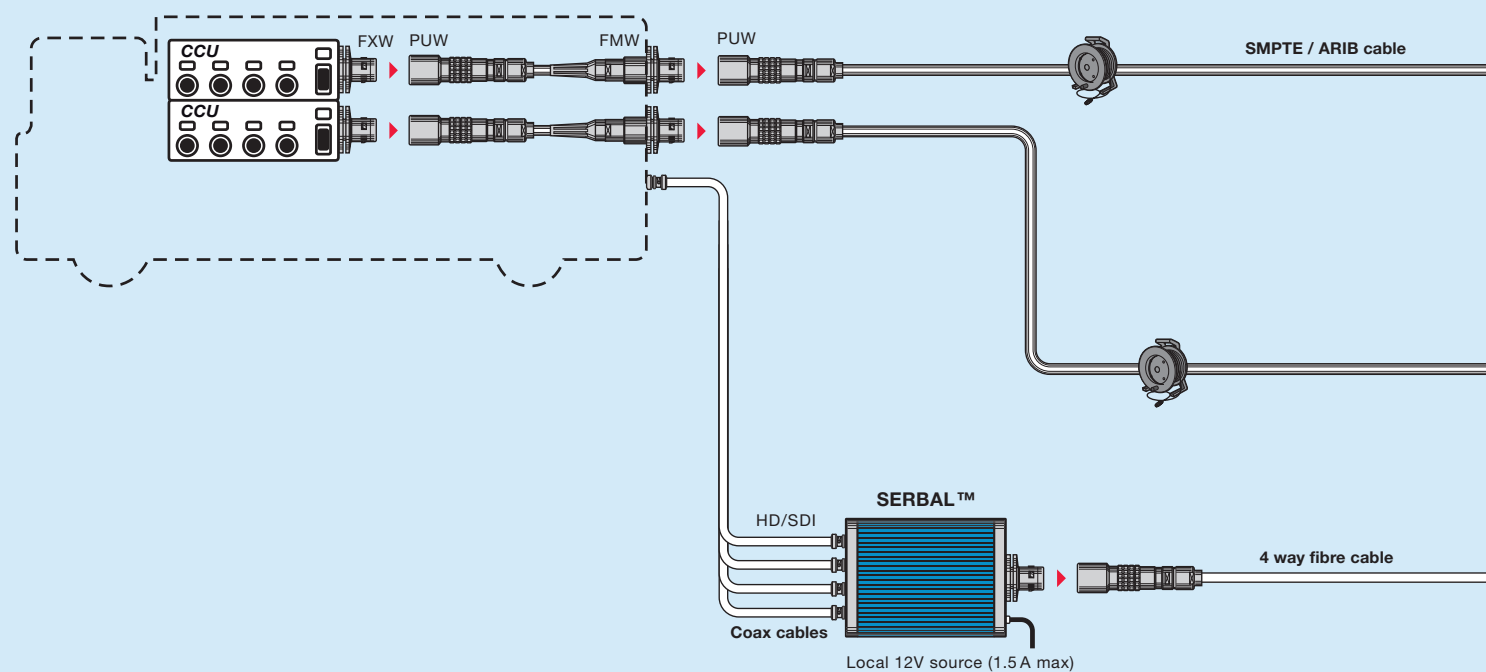 FXW
PUW
FMW
PUW
CCU
SMPTE / ARIB cable
CCU
SERBAL™
HD/SDI
4 way fibre cable
Coax cables
Local 12V source (1.5 A max)